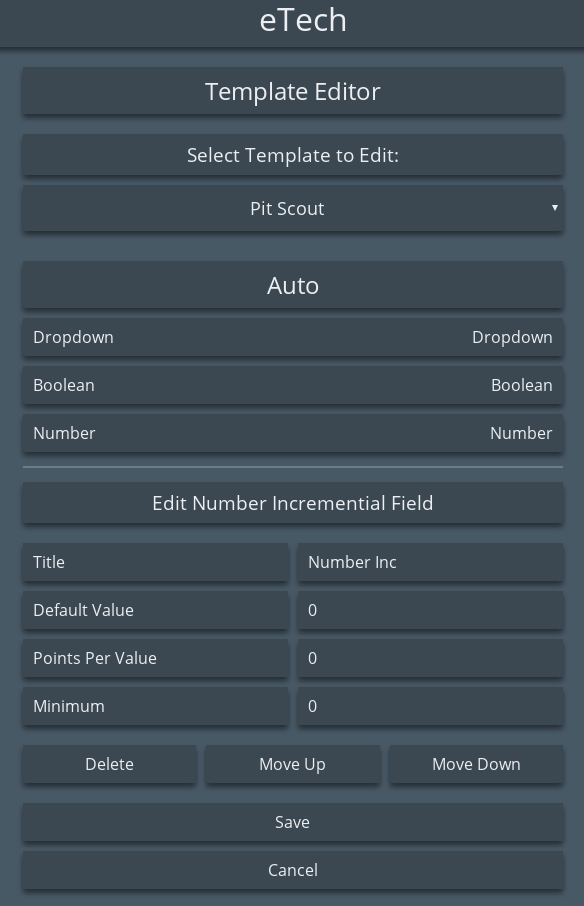 eTech
Template Editor
Select Template to Edit:
Pit Scout
Auto
Dropdown Dropdown
Boolean Boolean
Number Number
Edit Number Incremential Field
Title Number Inc
Default Value 0
Points Per Value 0
Minimum 0
Delete Move Up Move Down
Save
Cancel